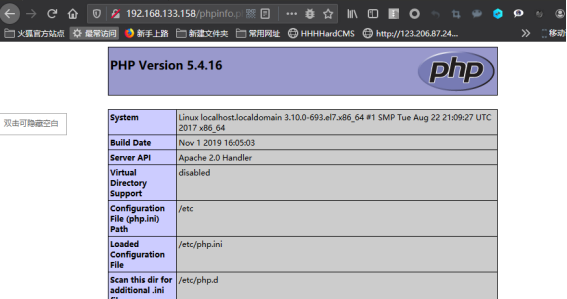 192.168.133.158/phpinfo.p
火狐官方站点 最常访问 新手上路 新建文件夹 常用网址 HHHHardCMS http://123.206.87.24... 移动
PHP Version 5.4.16
php
双击可隐藏空白
System Linux localhost.localdomain 3.10.0-693.el7.x86_64 #1 SMP Tue Aug 22 21:09:27 UTC
2017 x86_64
Build Date Nov 1 2019 16:05:03
Server API Apache 2.0 Handler
Virtual disabled
Directory
Support
Configuration /etc
File (php.ini)
Path
Loaded /etc/php.ini
Configuration
File
Scan this dir for /etc/php.d
additional .ini